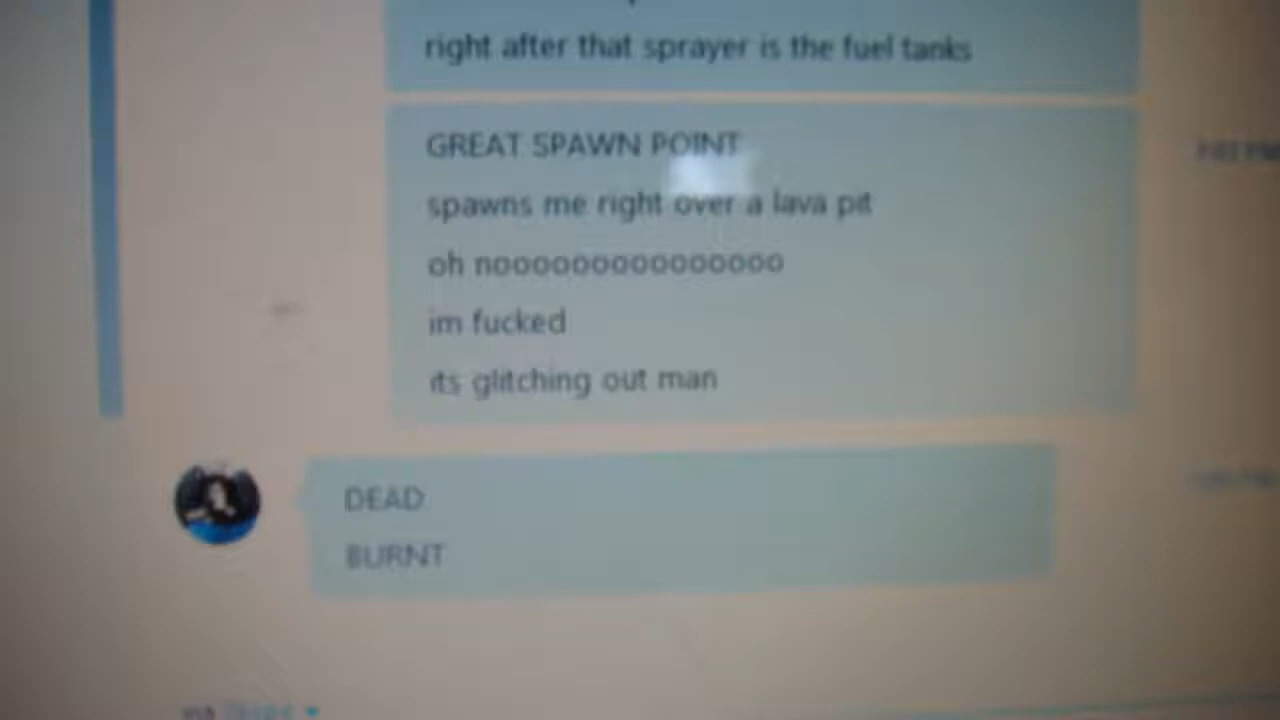 right after that sprayer is the fuel tanks
GREAT SPAWN POINT
spawns me right over a lava pit
oh nooooooooooooooo
im fucked
its glitching out man
DEAD
BURNT